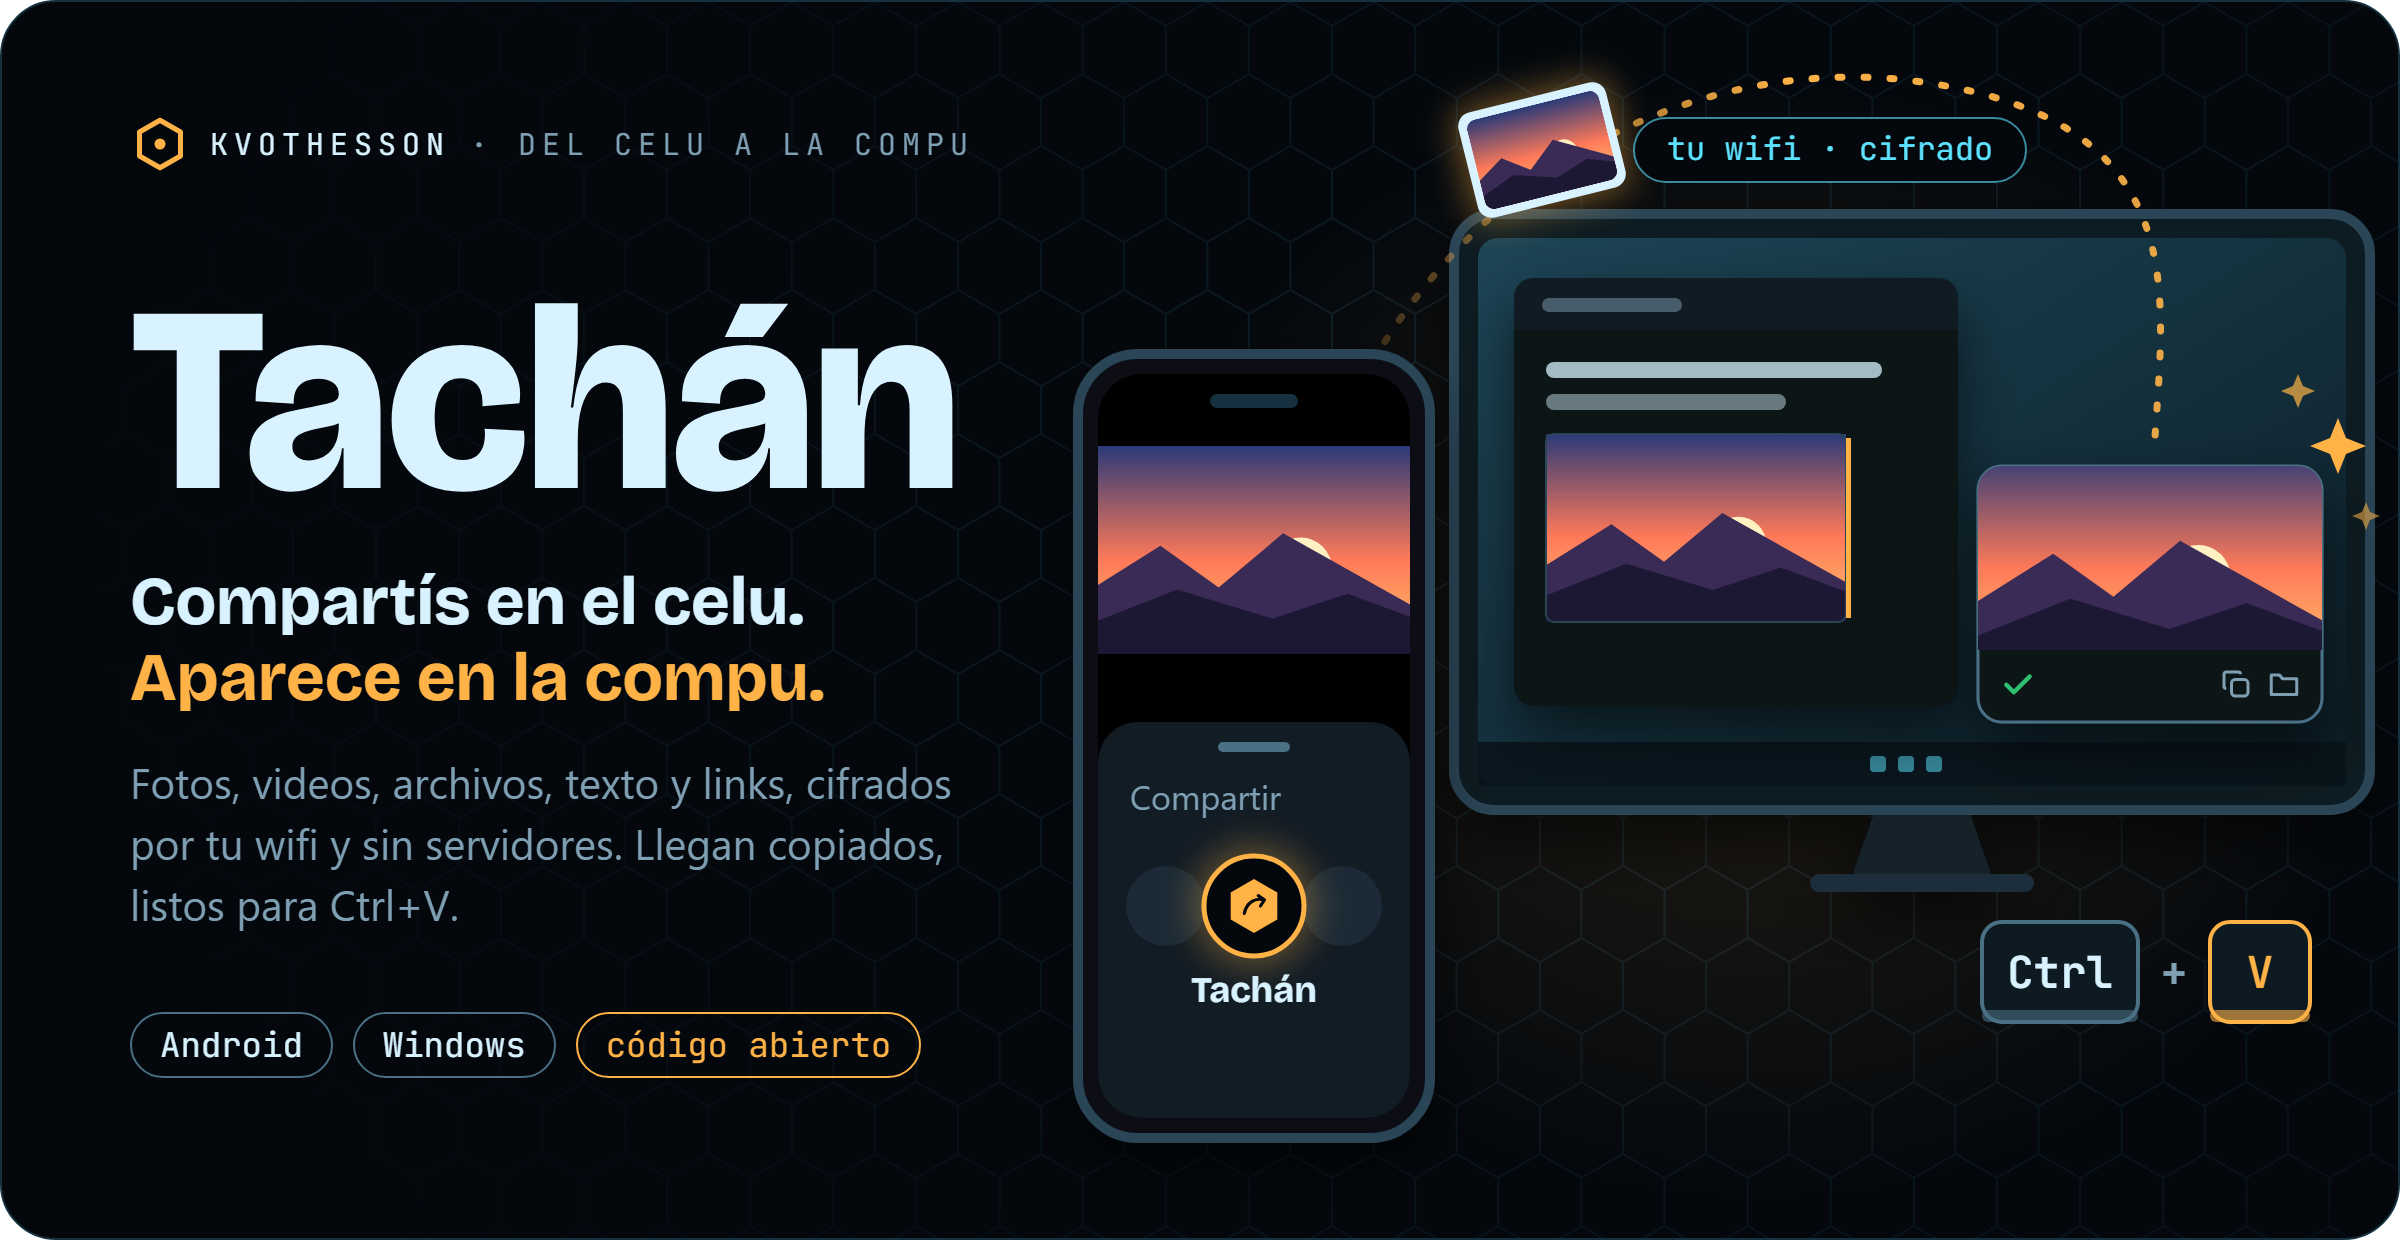 KVOTHESSON · DEL CELU A LA COMPU
Tachán
Compartís en el celu.
Aparece en la compu.
Fotos, videos, archivos, texto y links, cifrados
por tu wifi y sin servidores. Llegan copiados,
listos para Ctrl+V.
Android
Windows
código abierto
tu wifi · cifrado
Compartir
Tachán
Ctrl + V